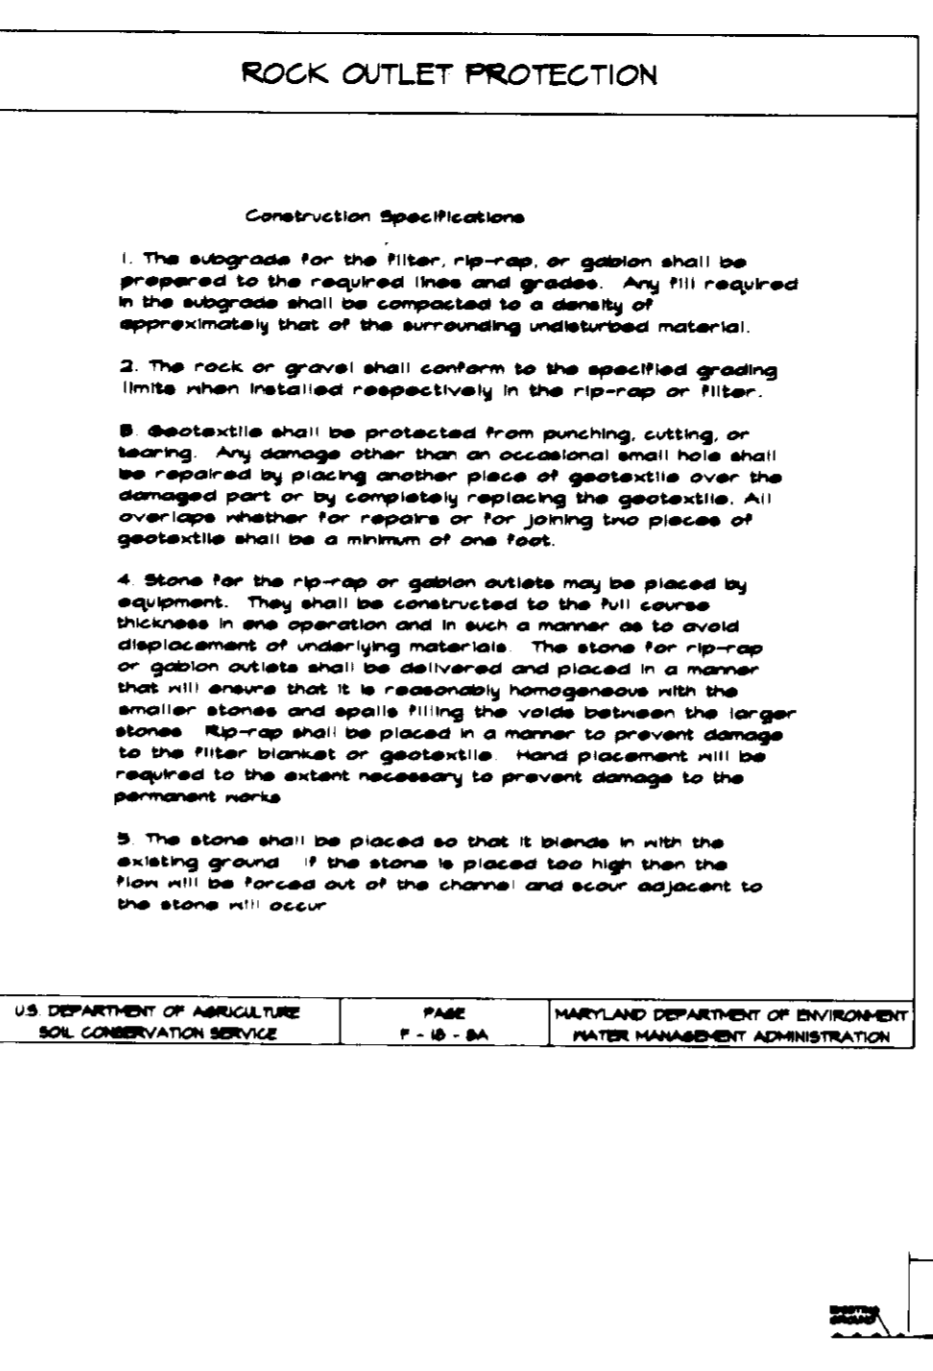 ROCK OUTLET PROTECTION
Construction Specifications
1. The subgrade for the filter, rip-rap, or gabion shall be
prepared to the required lines and grades. Any fill required
in the subgrade shall be compacted to a density of
approximately that of the surrounding undisturbed material.
2. The rock or gravel shall conform to the specified grading
limits when installed respectively in the rip-rap or filter.
3. Geotextile shall be protected from punching, cutting, or
tearing. Any damage other than an occasional small hole shall
be repaired by placing another piece of geotextile over the
damaged part or by completely replacing the geotextile. All
overlaps whether for repairs or for joining two pieces of
geotextile shall be a minimum of one foot.
4. Stone for the rip-rap or gabion outlets may be placed by
equipment. They shall be constructed to the full course
thickness in one operation and in such a manner as to avoid
displacement of underlying materials. The stone for rip-rap
or gabion outlets shall be delivered and placed in a manner
that will ensure that it is reasonably homogeneous with the
smaller stones and spalls filling the voids between the larger
stones Rip-rap shall be placed in a manner to prevent damage
to the filter blanket or geotextile. Hand placement will be
required to the extent necessary to prevent damage to the
permanent works
5. The stone shall be placed so that it blends in with the
existing ground If the stone is placed too high then the
flow will be forced out of the channel and scour adjacent to
the stone will occur
U.S. DEPARTMENT OF AGRICULTURE
SOIL CONSERVATION SERVICE
PAGE
F - 18 - 8A
MARYLAND DEPARTMENT OF ENVIRONMENT
WATER MANAGEMENT ADMINISTRATION
EXISTING
GROUND